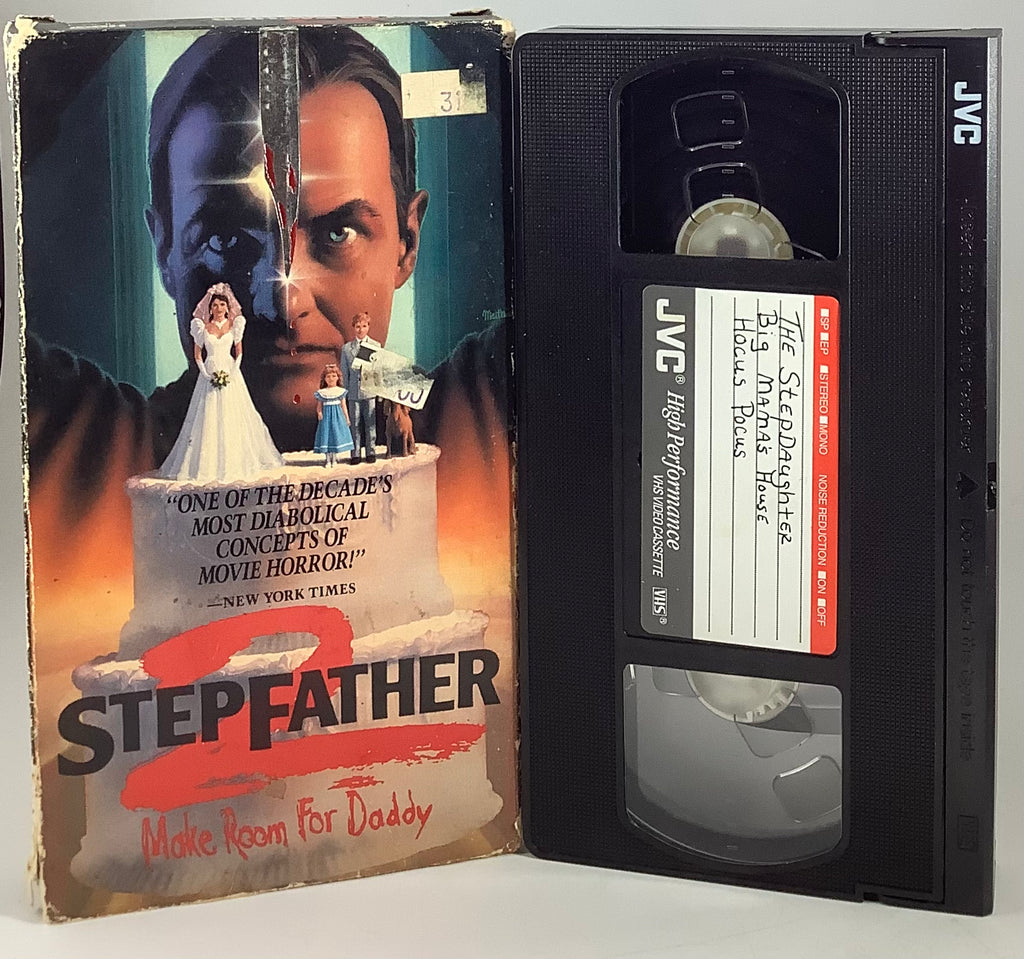 31
"ONE OF THE DECADE'S
MOST DIABOLICAL
CONCEPTS OF
MOVIE HORROR!"
—NEW YORK TIMES
2
STEPFATHER
Make Room For Daddy
JVC
THE STEPDAUGHTER
Big MAMAS House
Hocus Pocus
SP EP STEREO MONO NOISE REDUCTION ON OFF
JVC® High Performance
VHS VIDEO CASSETTE VHS®
Do not touch the tape inside